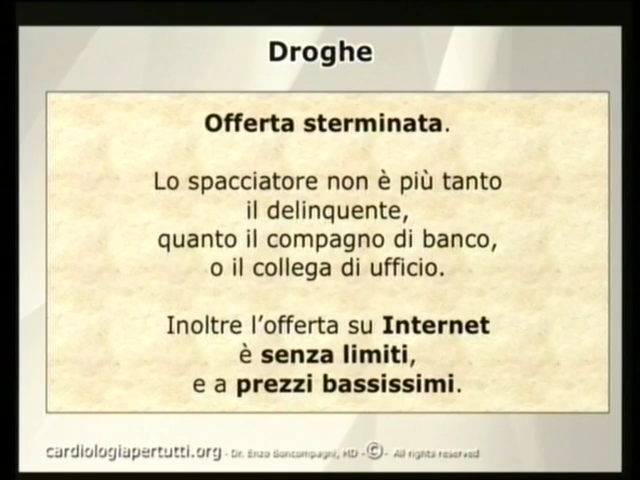 Droghe
Offerta sterminata.
Lo spacciatore non è più tanto
il delinquente,
quanto il compagno di banco,
o il collega di ufficio.
Inoltre l'offerta su Internet
è senza limiti,
e a prezzi bassissimi.
cardiologiapertutti.org - Dr. Enzo Boncompagni, MD - © - All rights reserved